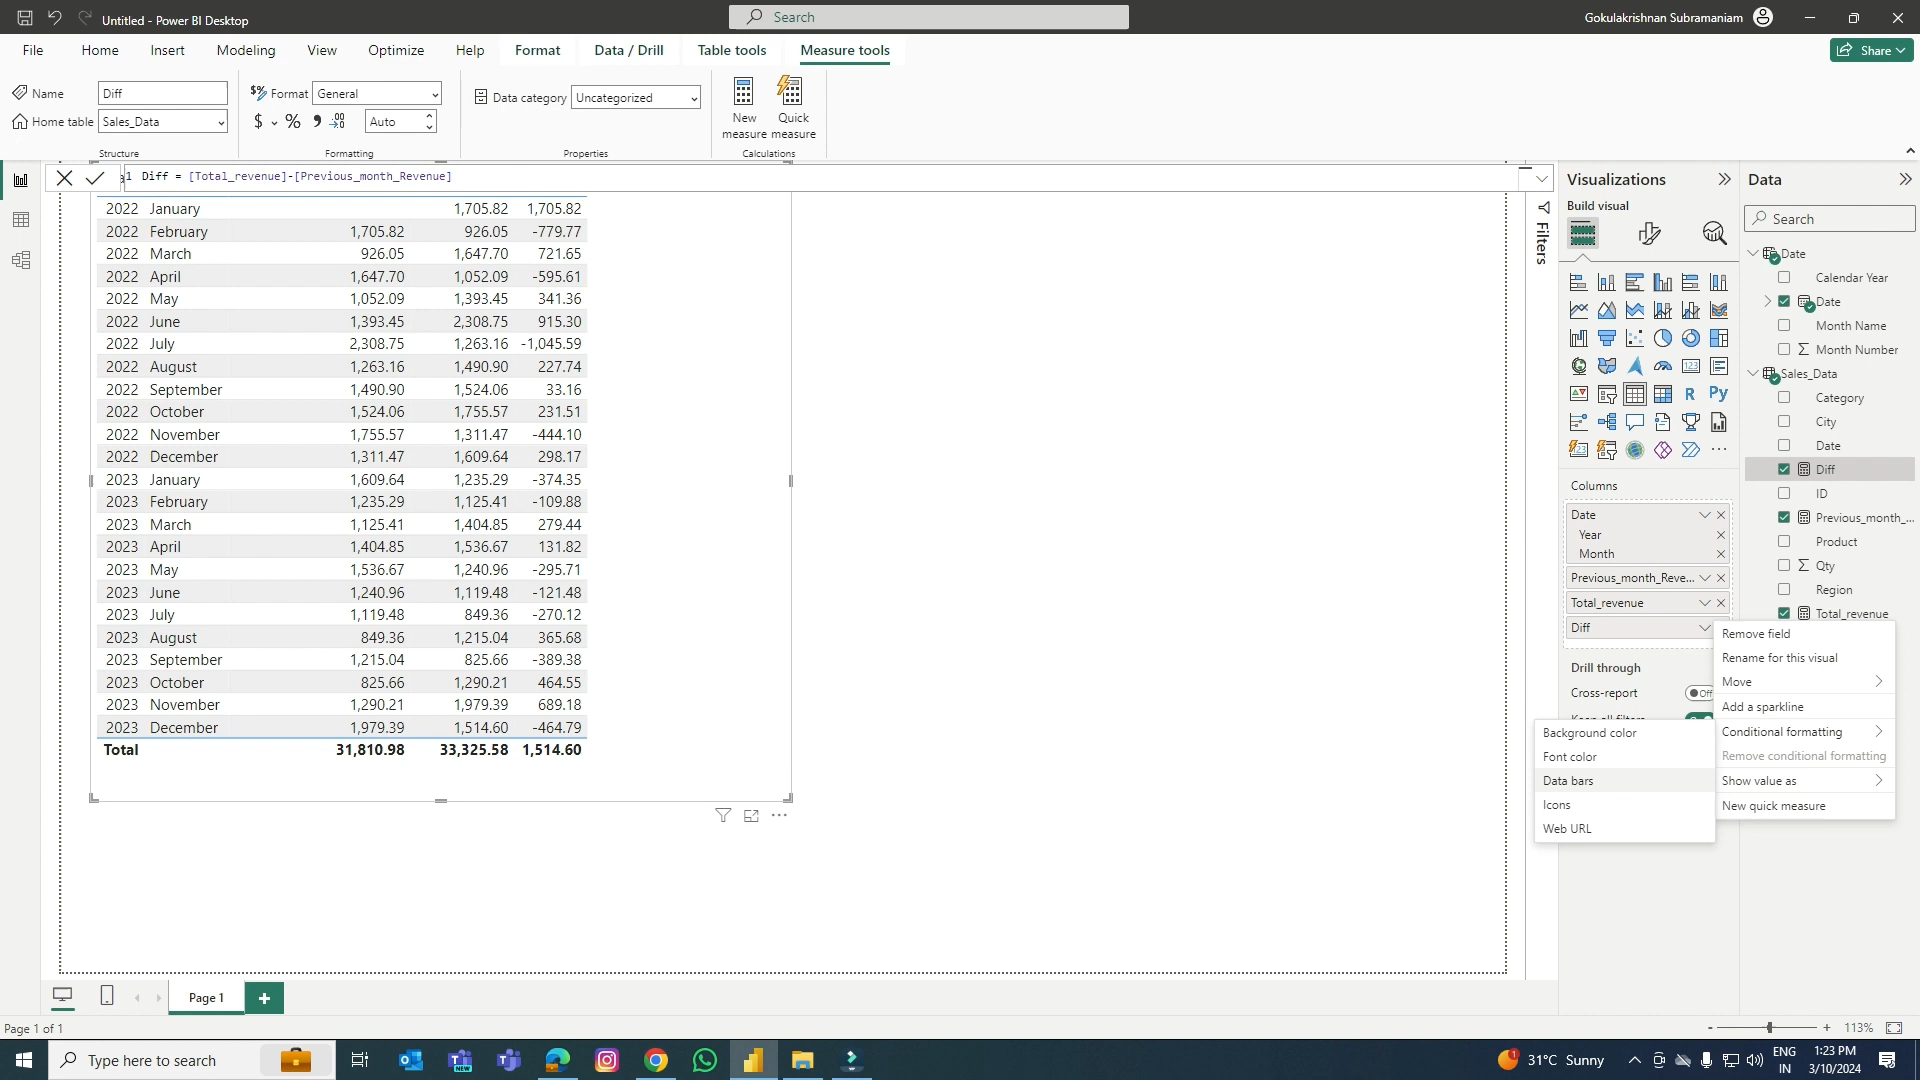 Untitled - Power BI Desktop
Search
Gokulakrishnan Subramaniam
File Home Insert Modeling View Optimize Help Format Data / Drill Table tools Measure tools
Share
Name Diff
Home table Sales_Data
Structure
Format General
$ % Auto
Formatting
Data category Uncategorized
Properties
New measure
Quick measure
Calculations
1 Diff = [Total_revenue]-[Previous_month_Revenue]
2022 January 1,705.82 1,705.82
2022 February 1,705.82 926.05 -779.77
2022 March 926.05 1,647.70 721.65
2022 April 1,647.70 1,052.09 -595.61
2022 May 1,052.09 1,393.45 341.36
2022 June 1,393.45 2,308.75 915.30
2022 July 2,308.75 1,263.16 -1,045.59
2022 August 1,263.16 1,490.90 227.74
2022 September 1,490.90 1,524.06 33.16
2022 October 1,524.06 1,755.57 231.51
2022 November 1,755.57 1,311.47 -444.10
2022 December 1,311.47 1,609.64 298.17
2023 January 1,609.64 1,235.29 -374.35
2023 February 1,235.29 1,125.41 -109.88
2023 March 1,125.41 1,404.85 279.44
2023 April 1,404.85 1,536.67 131.82
2023 May 1,536.67 1,240.96 -295.71
2023 June 1,240.96 1,119.48 -121.48
2023 July 1,119.48 849.36 -270.12
2023 August 849.36 1,215.04 365.68
2023 September 1,215.04 825.66 -389.38
2023 October 825.66 1,290.21 464.55
2023 November 1,290.21 1,979.39 689.18
2023 December 1,979.39 1,514.60 -464.79
Total 31,810.98 33,325.58 1,514.60
Filters
Visualizations
Build visual
123
R Py
Columns
Date
Year
Month
Previous_month_Reve...
Total_revenue
Diff
Drill through
Cross-report Off
Data
Search
Date
Calendar Year
Date
Month Name
Month Number
Sales_Data
Category
City
Date
Diff
ID
Previous_month_...
Product
Qty
Region
Total_revenue
Remove field
Rename for this visual
Move
Add a sparkline
Conditional formatting
Remove conditional formatting
Show value as
New quick measure
Background color
Font color
Data bars
Icons
Web URL
Page 1
Page 1 of 1
- + 113%
Type here to search
NEW
1
31°C Sunny
ENG
IN
1:23 PM
3/10/2024